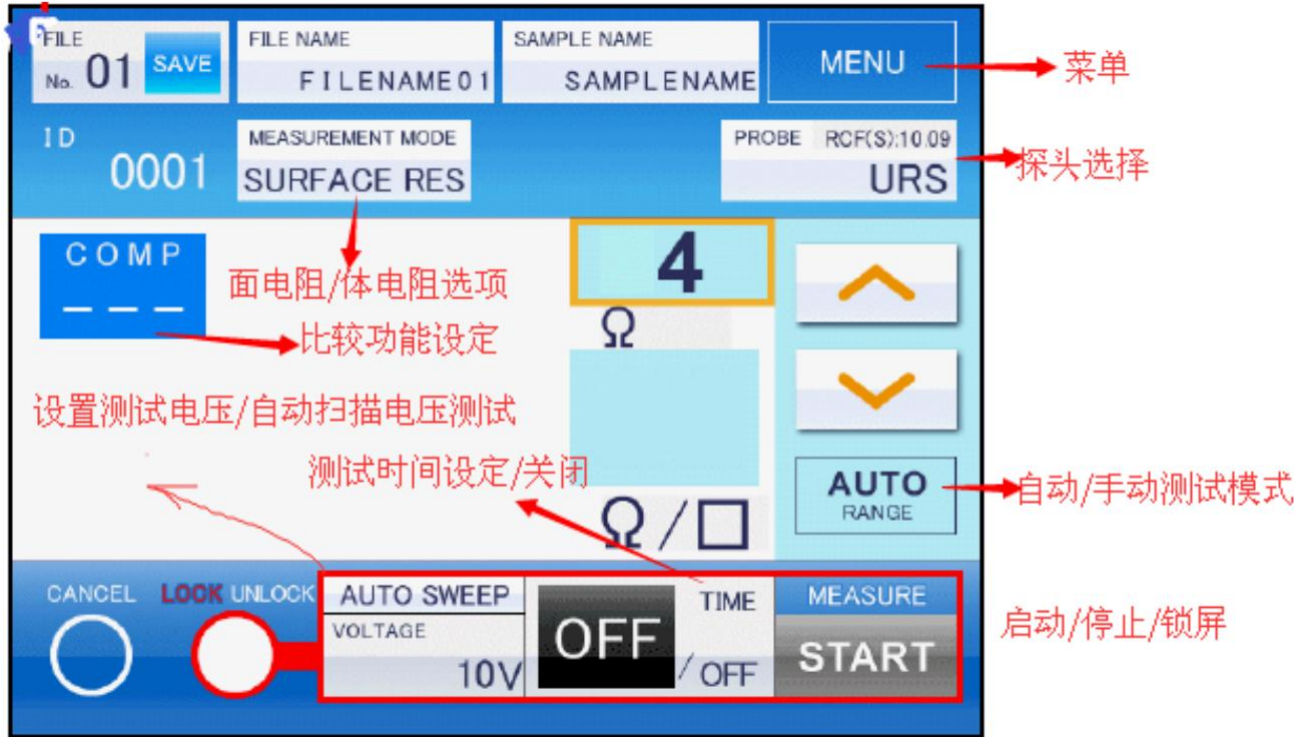 FILE
No. 01 SAVE
FILE NAME
FILENAME01
SAMPLE NAME
SAMPLENAME
MENU
菜单
ID
0001
MEASUREMENT MODE
SURFACE RES
PROBE RCF(S):10.09
URS
探头选择
COMP
---
面电阻/体电阻选项
比较功能设定
4
Ω
设置测试电压/自动扫描电压测试
测试时间设定/关闭
Ω/□
AUTO
RANGE
自动/手动测试模式
CANCEL
LOCK UNLOCK
AUTO SWEEP
VOLTAGE
10V
OFF
TIME
/OFF
MEASURE
START
启动/停止/锁屏